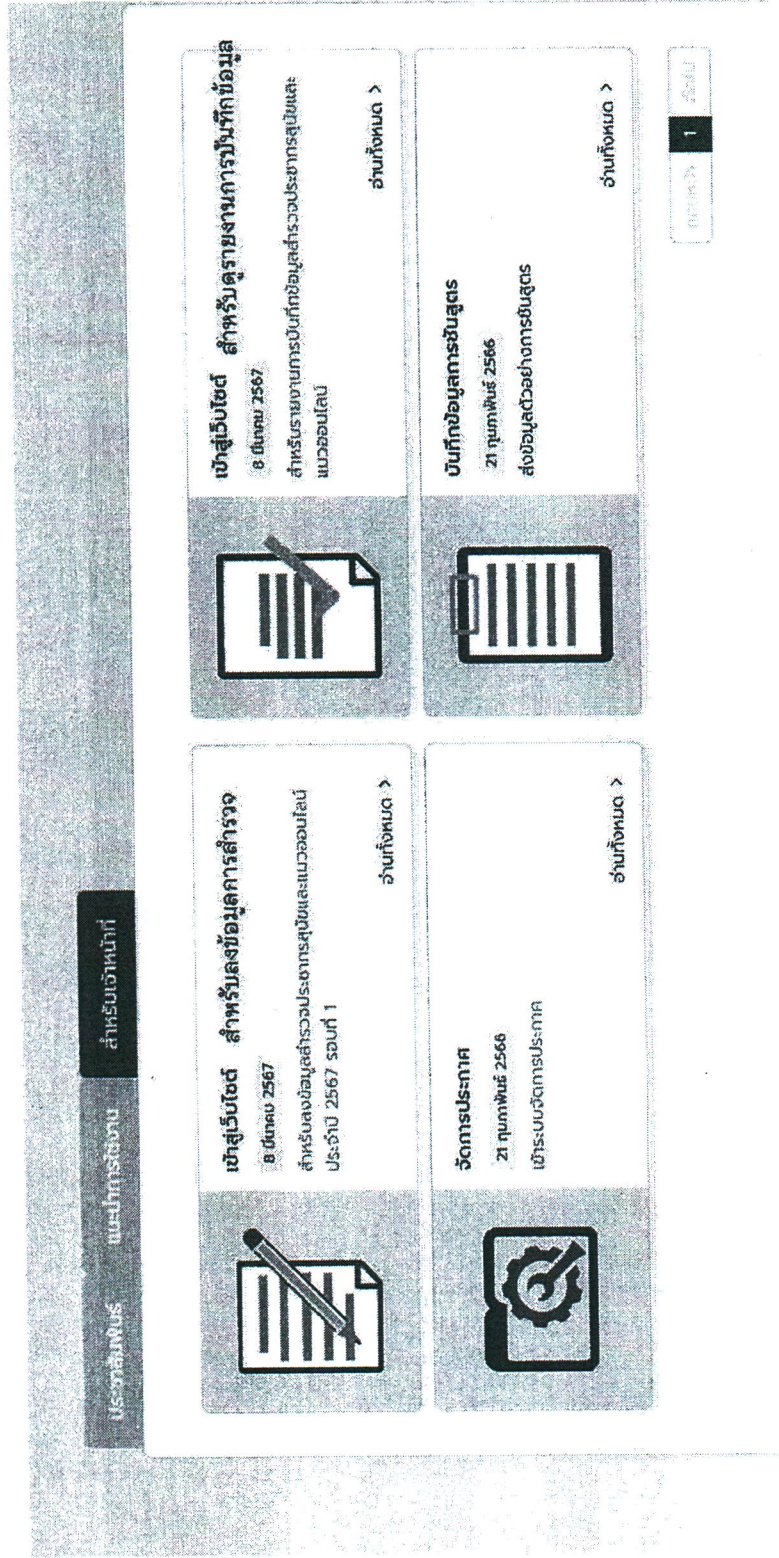 ประชาสัมพันธ์
แนะนำการใช้งาน
สำหรับเจ้าหน้าที่
เข้าสู่เว็บไซต์ สำหรับลงข้อมูลการสำรวจ
8 มีนาคม 2567
สำหรับลงข้อมูลสำรวจประชากรสุนัขและแมวออนไลน์
ประจำปี 2567 รอบที่ 1
อ่านทั้งหมด >
เข้าสู่เว็บไซต์ สำหรับดูรายงานการบันทึกข้อมูล
8 มีนาคม 2567
สำหรับรายงานการบันทึกข้อมูลสำรวจประชากรสุนัขและ
แมวออนไลน์
อ่านทั้งหมด >
จัดการประกาศ
21 กุมภาพันธ์ 2566
เข้าระบบจัดการประกาศ
อ่านทั้งหมด >
บันทึกข้อมูลการชันสูตร
21 กุมภาพันธ์ 2566
ส่งข้อมูลตัวอย่างการชันสูตร
อ่านทั้งหมด >
1